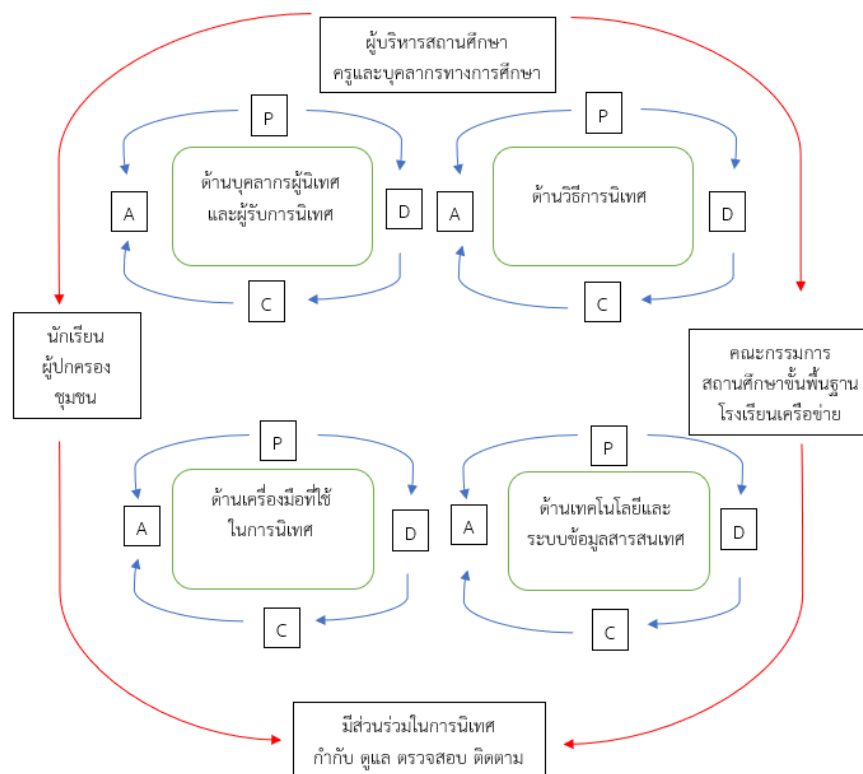 ผู้บริหารสถานศึกษา
ครูและบุคลากรทางการศึกษา
P
A
ด้านบุคลากรผู้นิเทศ
และผู้รับการนิเทศ
D
C
P
A
ด้านวิธีการนิเทศ
D
C
นักเรียน
ผู้ปกครอง
ชุมชน
คณะกรรมการ
สถานศึกษาขั้นพื้นฐาน
โรงเรียนเครือข่าย
P
A
ด้านเครื่องมือที่ใช้
ในการนิเทศ
D
C
P
A
ด้านเทคโนโลยีและ
ระบบข้อมูลสารสนเทศ
D
C
มีส่วนร่วมในการนิเทศ
กำกับ ดูแล ตรวจสอบ ติดตาม